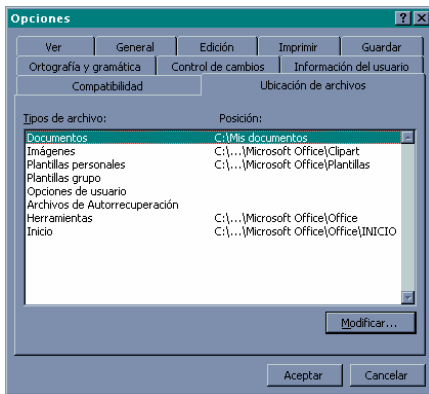 Opciones
Ver General Edición Imprimir Guardar
Ortografía y gramática Control de cambios Información del usuario
Compatibilidad Ubicación de archivos
Tipos de archivo: Posición:
Documentos C:\Mis documentos
Imágenes C:\...\Microsoft Office\Clipart
Plantillas personales C:\...\Microsoft Office\Plantillas
Plantillas grupo
Opciones de usuario
Archivos de Autorrecuperación
Herramientas C:\...\Microsoft Office\Office
Inicio C:\...\Microsoft Office\Office\INICIO
Modificar...
Aceptar Cancelar